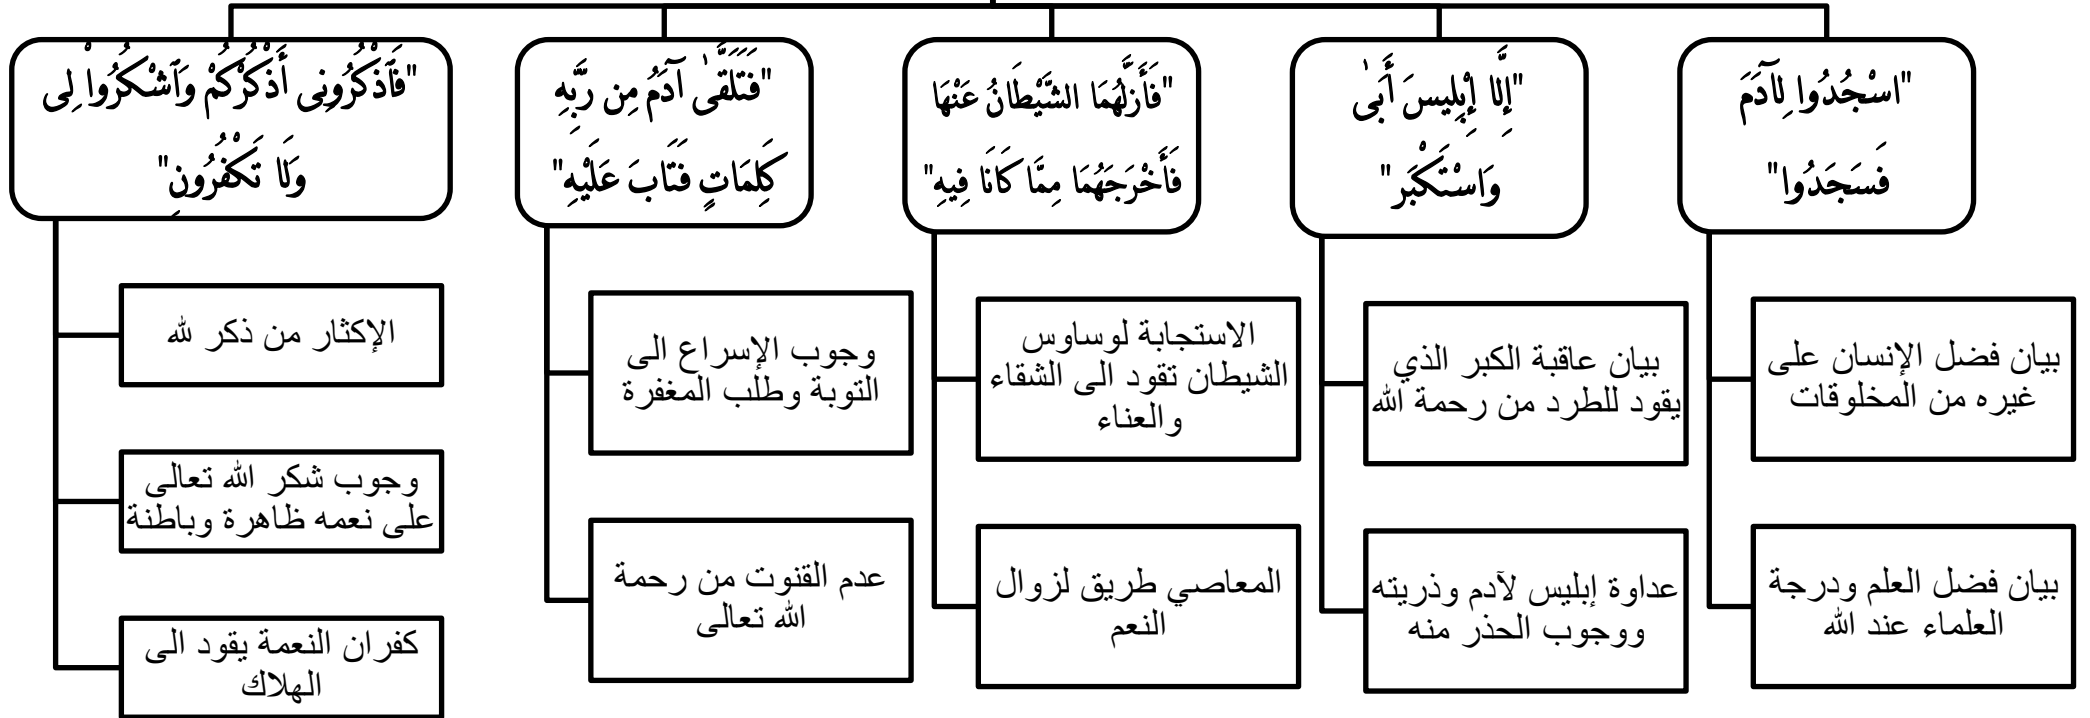 "اسْجُدُوا لِآدَمَ
فَسَجَدُوا"
بيان فضل الإنسان على
غيره من المخلوقات
بيان فضل العلم ودرجة
العلماء عند الله
"إِلَّا إِبْلِيسَ أَبَىٰ
وَاسْتَكْبَر"
بيان عاقبة الكبر الذي
يقود للطرد من رحمة الله
عداوة إبليس لآدم وذريته
ووجوب الحذر منه
"فَأَزَلَّهُمَا الشَّيْطَانُ عَنْهَا
فَأَخْرَجَهُمَا مِمَّا كَانَا فِيهِ"
الاستجابة لوساوس
الشيطان تقود الى الشقاء
والعناء
المعاصي طريق لزوال
النعم
"فَتَلَقَّىٰ آدَمُ مِن رَّبِّهِ
كَلِمَاتٍ فَتَابَ عَلَيْهِ"
وجوب الإسراع الى
التوبة وطلب المغفرة
عدم القنوت من رحمة
الله تعالى
"فَٱذْكُرُونِى أَذْكُرْكُمْ وَٱشْكُرُوا۟ لِى
وَلَا تَكْفُرُونِ"
الإكثار من ذكر لله
وجوب شكر الله تعالى
على نعمه ظاهرة وباطنة
كفران النعمة يقود الى
الهلاك